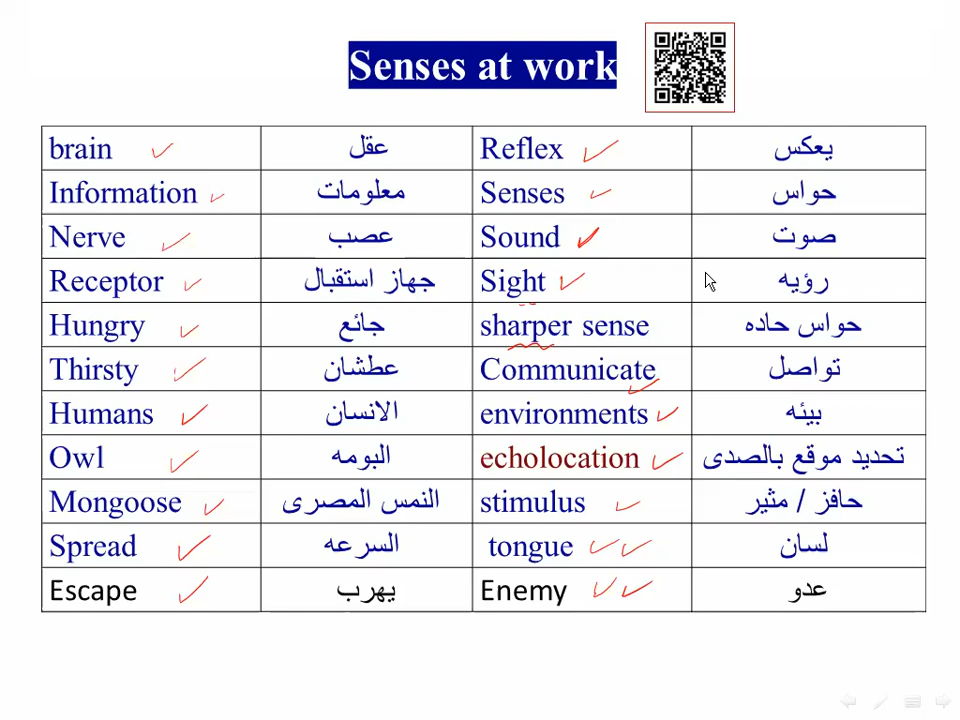 Senses at work
brain عقل Reflex يعكس
Information معلومات Senses حواس
Nerve عصب Sound صوت
Receptor جهاز استقبال Sight رؤيه
Hungry جائع sharper sense حواس حاده
Thirsty عطشان Communicate تواصل
Humans الانسان environments بيئه
Owl البومه echolocation تحديد موقع بالصدى
Mongoose النمس المصرى stimulus حافز / مثير
Spread السرعه tongue لسان
Escape يهرب Enemy عدو